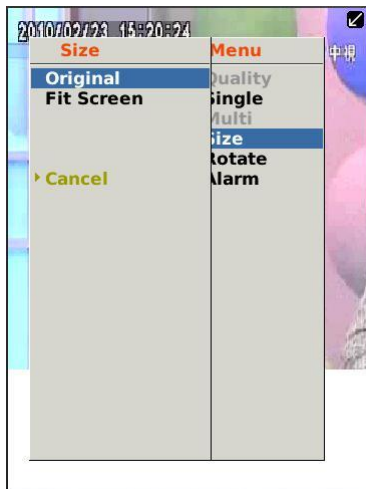 2010/02/23 15:20:24
中視
Size
Original
Fit Screen
Cancel
Menu
Quality
Single
Multi
Size
Rotate
Alarm